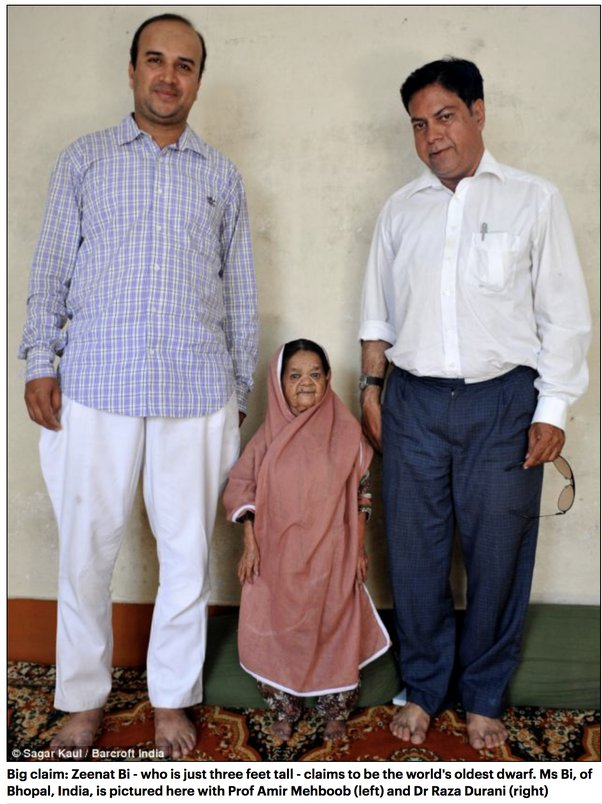 © Sagar Kaul / Barcroft India
Big claim: Zeenat Bi - who is just three feet tall - claims to be the world's oldest dwarf. Ms Bi, of
Bhopal, India, is pictured here with Prof Amir Mehboob (left) and Dr Raza Durani (right)